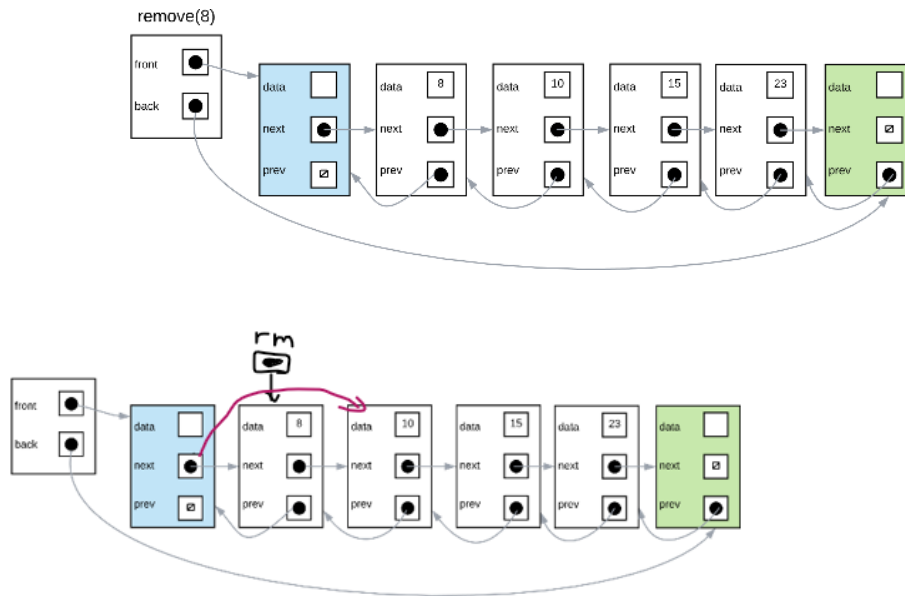 remove(8)
front
back
data
next
prev
data 8
next
prev
data 10
next
prev
data 15
next
prev
data 23
next
prev
data
next
prev
rm
front
back
data
next
prev
data 8
next
prev
data 10
next
prev
data 15
next
prev
data 23
next
prev
data
next
prev